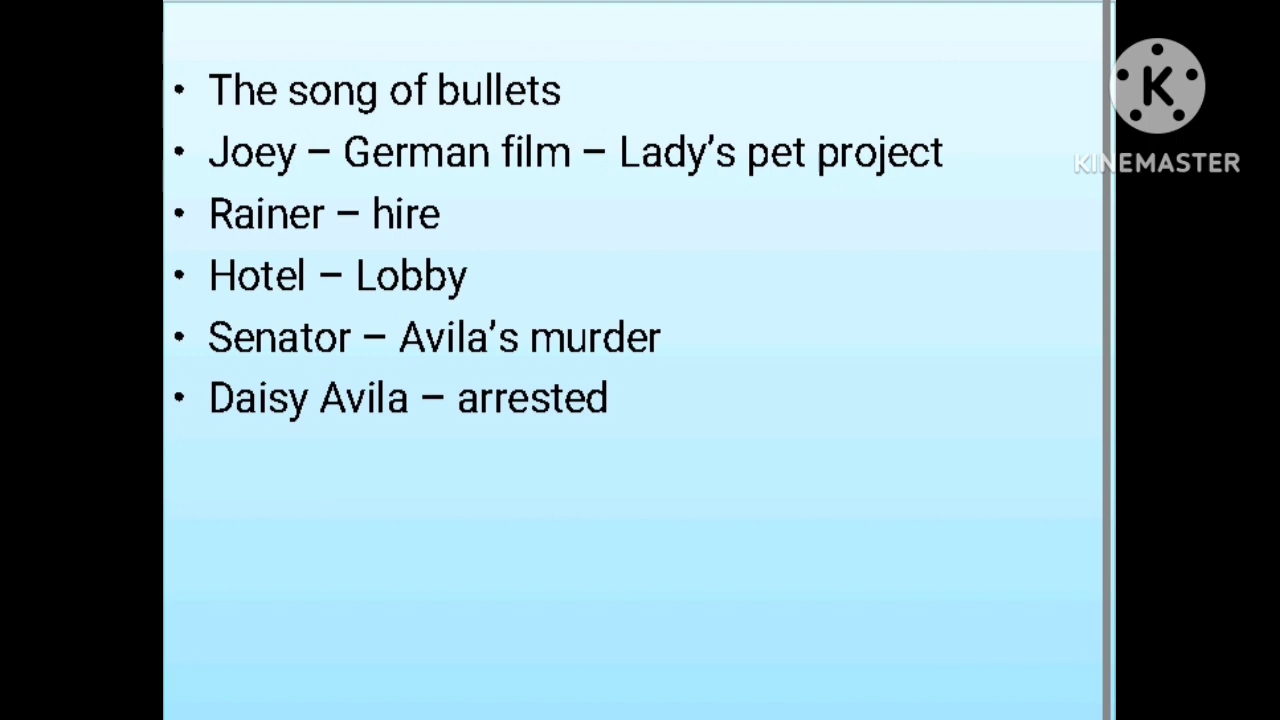 • The song of bullets
• Joey – German film – Lady's pet project
• Rainer – hire
• Hotel – Lobby
• Senator – Avila's murder
• Daisy Avila – arrested
K
KINEMASTER